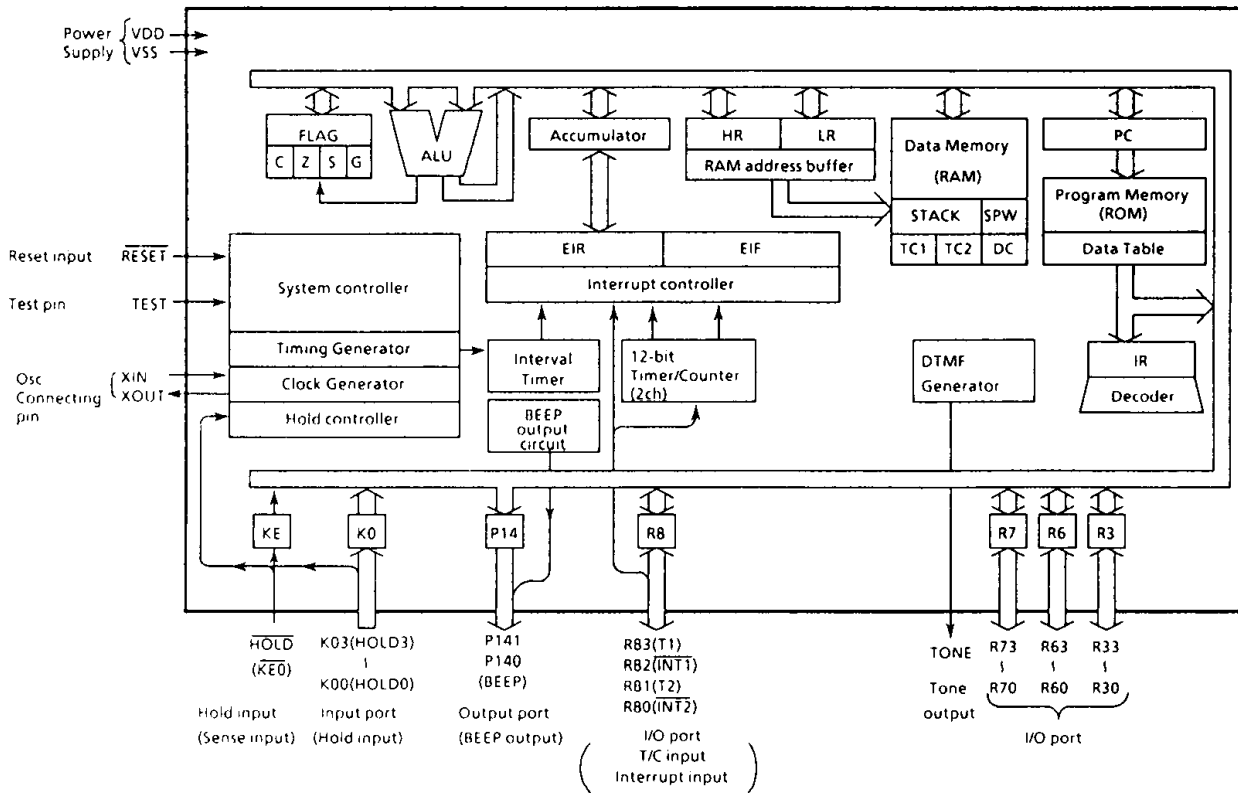 Power VDD
Supply VSS
FLAG
C Z S G
ALU
Accumulator
HR LR
RAM address buffer
Data Memory
(RAM)
STACK SPW
TC1 TC2 DC
PC
Program Memory
(ROM)
Data Table
Reset input RESET
Test pin TEST
Osc
Connecting
pin
XIN
XOUT
System controller
Timing Generator
Clock Generator
Hold controller
EIR EIF
Interrupt controller
Interval
Timer
12-bit
Timer/Counter
(2ch)
BEEP
output
circuit
DTMF
Generator
IR
Decoder
KE K0 P14 R8 R7 R6 R3
HOLD
(KE0)
Hold input
(Sense input)
K03(HOLD3)
~
K00(HOLD0)
Input port
(Hold input)
P141
P140
(BEEP)
Output port
(BEEP output)
R83(T1)
R82(INT1)
R81(T2)
R80(INT2)
I/O port
T/C input
Interrupt input
TONE
Tone
output
R73 R63 R33
~ ~ ~
R70 R60 R30
I/O port